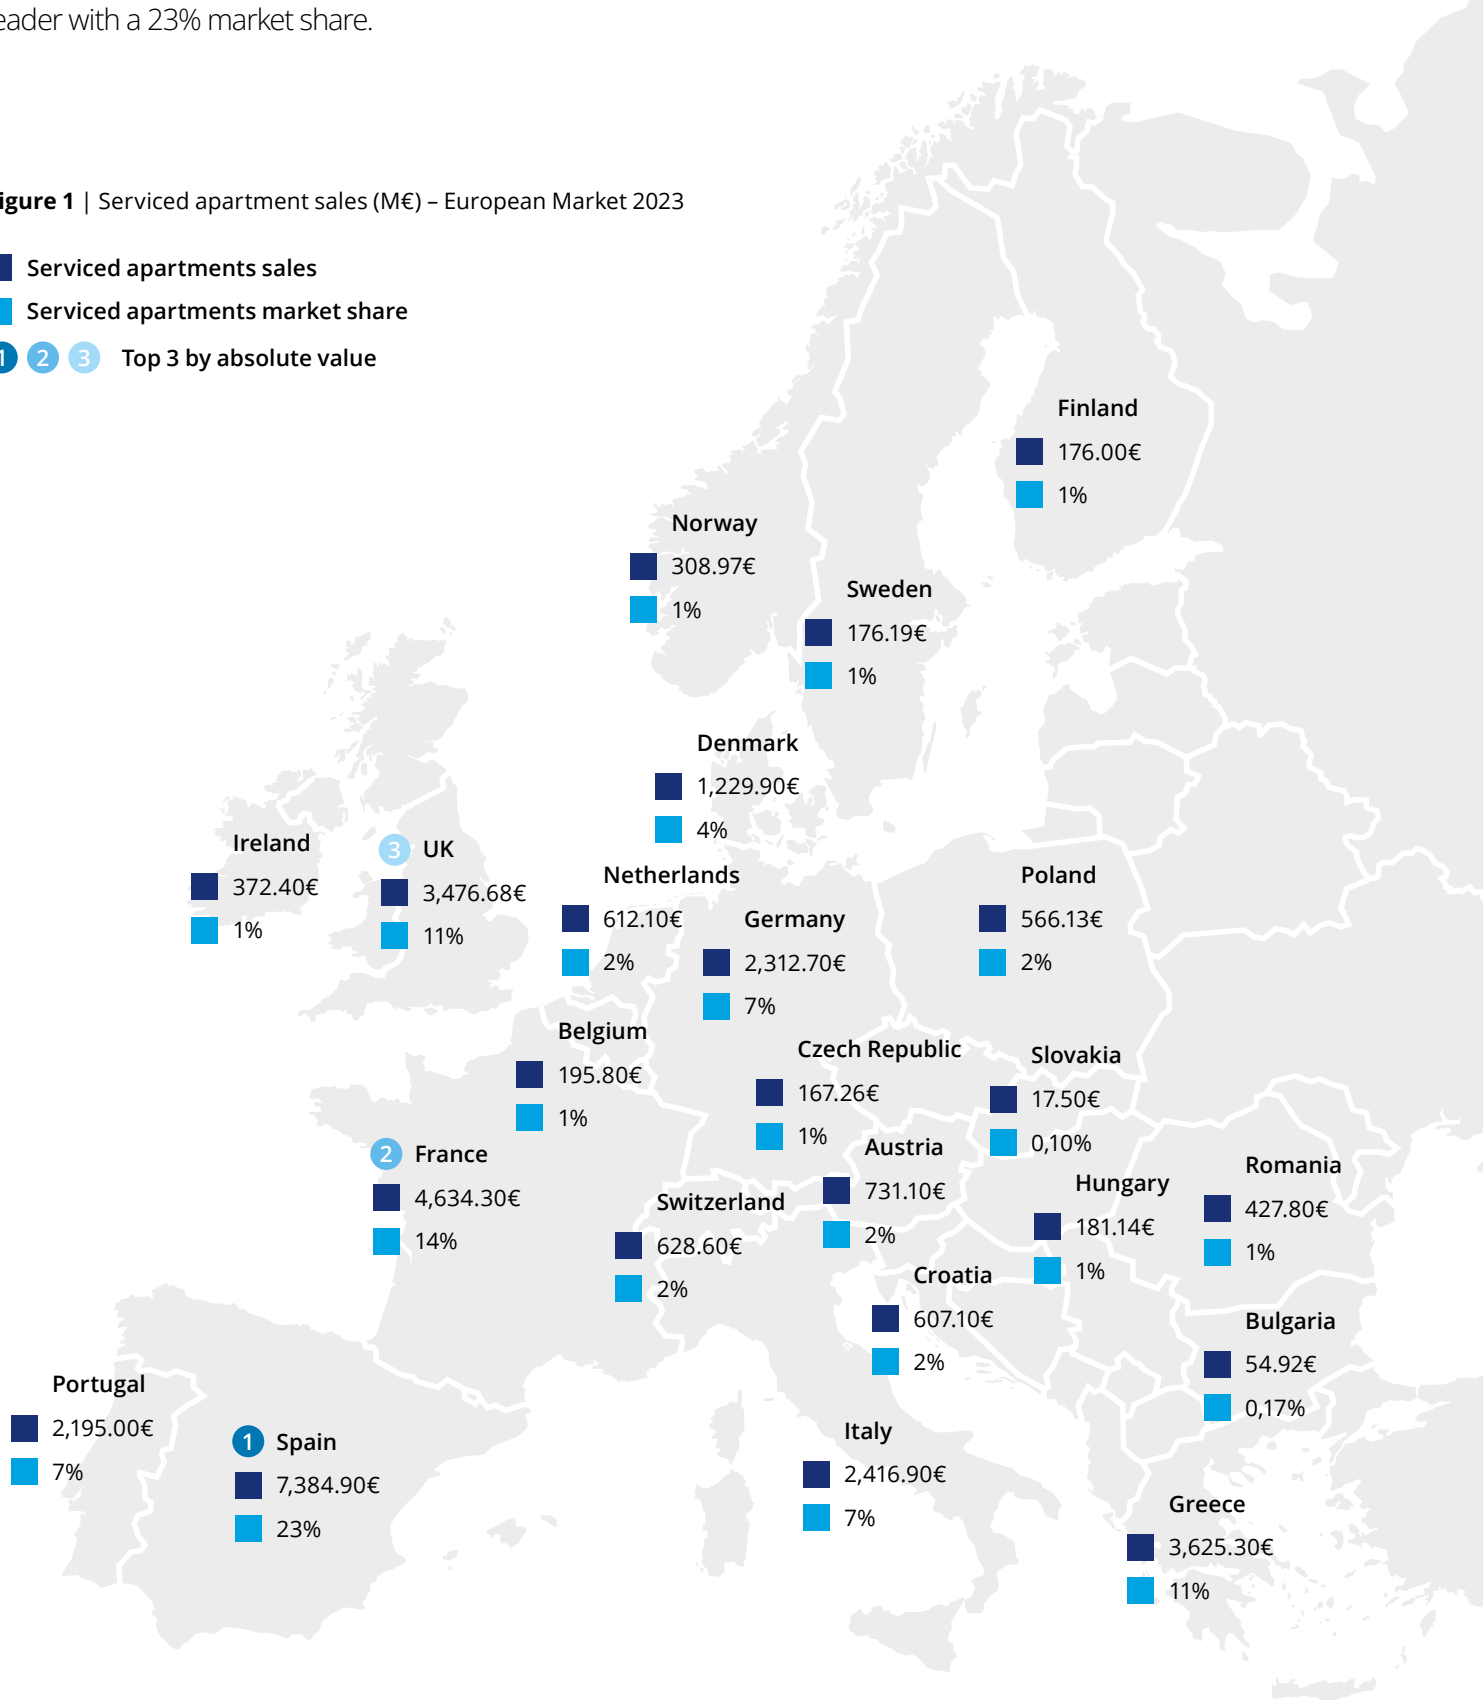 eader with a 23% market share.
igure 1 | Serviced apartment sales (M€) – European Market 2023
Serviced apartments sales
Serviced apartments market share
1 2 3 Top 3 by absolute value
Finland
176.00€
1%
Norway
308.97€
1%
Sweden
176.19€
1%
Denmark
1,229.90€
4%
Ireland
372.40€
1%
3 UK
3,476.68€
11%
Netherlands
612.10€
2%
Germany
2,312.70€
7%
Poland
566.13€
2%
Belgium
195.80€
1%
Czech Republic
167.26€
1%
Slovakia
17.50€
0,10%
2 France
4,634.30€
14%
Austria
731.10€
2%
Switzerland
628.60€
2%
Hungary
181.14€
1%
Romania
427.80€
1%
Croatia
607.10€
2%
Bulgaria
54.92€
0,17%
Portugal
2,195.00€
7%
1 Spain
7,384.90€
23%
Italy
2,416.90€
7%
Greece
3,625.30€
11%